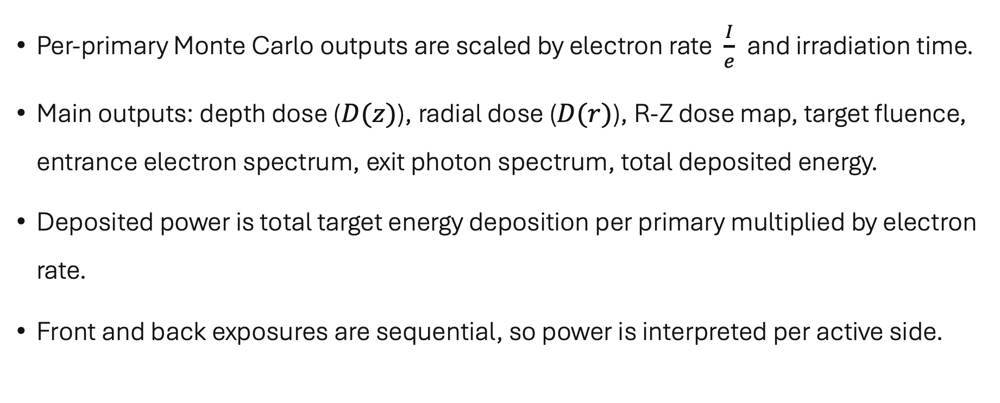 • Per-primary Monte Carlo outputs are scaled by electron rate I/e and irradiation time.
• Main outputs: depth dose (D(z)), radial dose (D(r)), R-Z dose map, target fluence,
entrance electron spectrum, exit photon spectrum, total deposited energy.
• Deposited power is total target energy deposition per primary multiplied by electron
rate.
• Front and back exposures are sequential, so power is interpreted per active side.